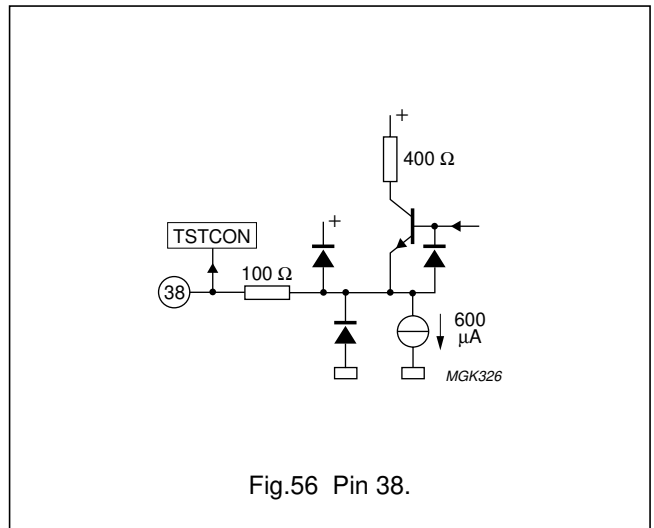 +
400 Ω
TSTCON
+
100 Ω
38
600
μA
MGK326
Fig.56 Pin 38.